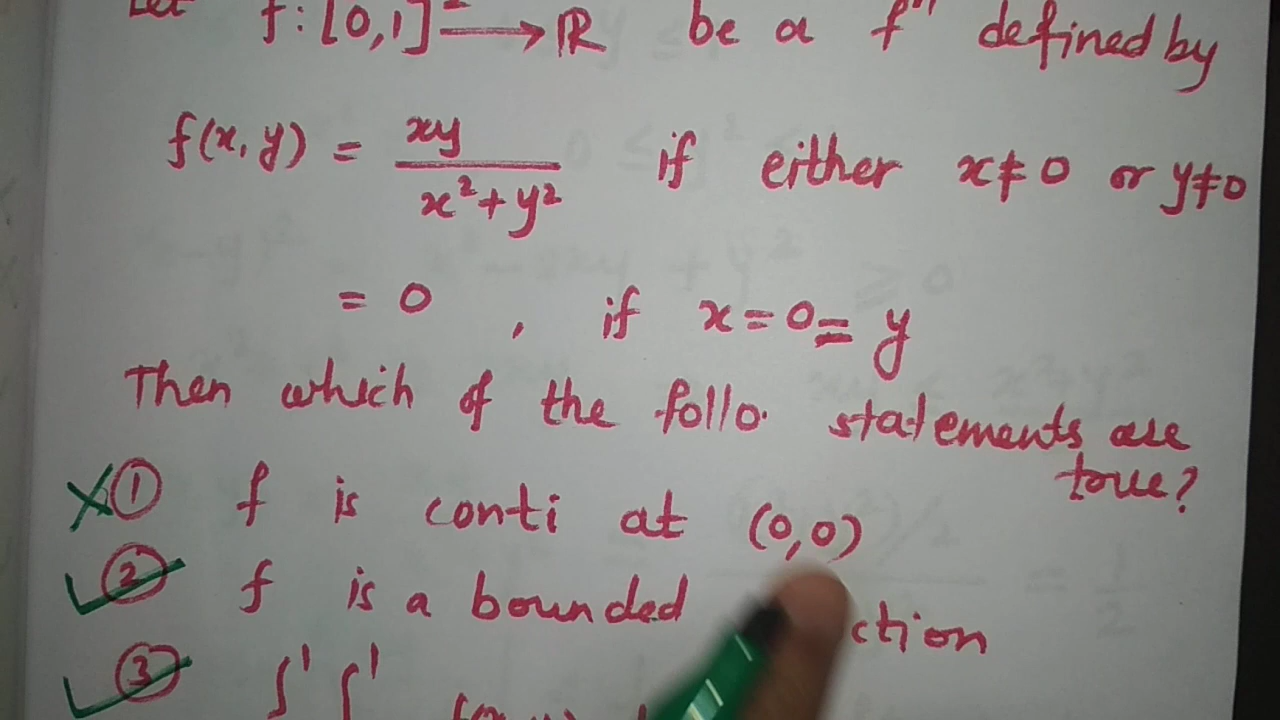 Let f: [0,1]² → ℝ be a fⁿ defined by
f(x,y) = xy / x²+y² if either x≠0 or y≠0
= 0 , if x=0=y
Then which of the follo. statements are
true?
① f is conti at (0,0)
② f is a bounded ction
③ ∫¹ ∫¹